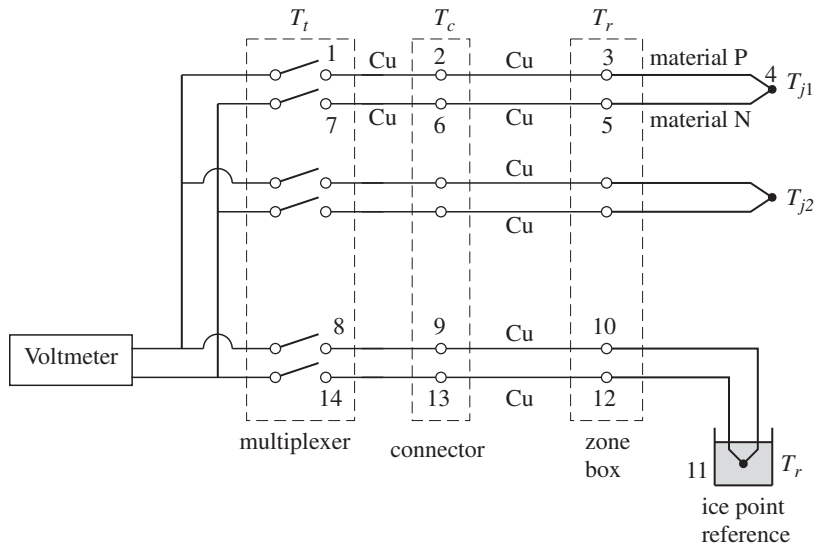 T_t T_c T_r
1 Cu 2 Cu 3 material P 4 T_j1
7 Cu 6 Cu 5 material N
Cu
T_j2
Cu
8 9 Cu 10
Voltmeter
14 13 Cu 12
multiplexer connector zone box
11 T_r
ice point
reference